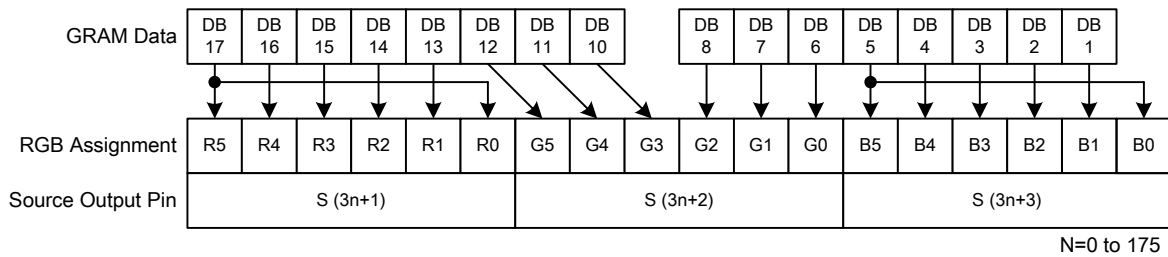 GRAM Data DB 17 DB 16 DB 15 DB 14 DB 13 DB 12 DB 11 DB 10 DB 8 DB 7 DB 6 DB 5 DB 4 DB 3 DB 2 DB 1
RGB Assignment R5 R4 R3 R2 R1 R0 G5 G4 G3 G2 G1 G0 B5 B4 B3 B2 B1 B0
Source Output Pin S (3n+1) S (3n+2) S (3n+3)
N=0 to 175